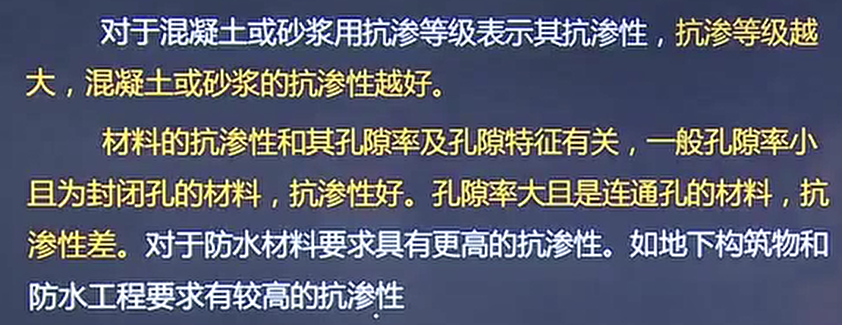 对于混凝土或砂浆用抗渗等级表示其抗渗性，抗渗等级越
大，混凝土或砂浆的抗渗性越好。
材料的抗渗性和其孔隙率及孔隙特征有关，一般孔隙率小
且为封闭孔的材料，抗渗性好。孔隙率大且是连通孔的材料，抗
渗性差。对于防水材料要求具有更高的抗渗性。如地下构筑物和
防水工程要求有较高的抗渗性